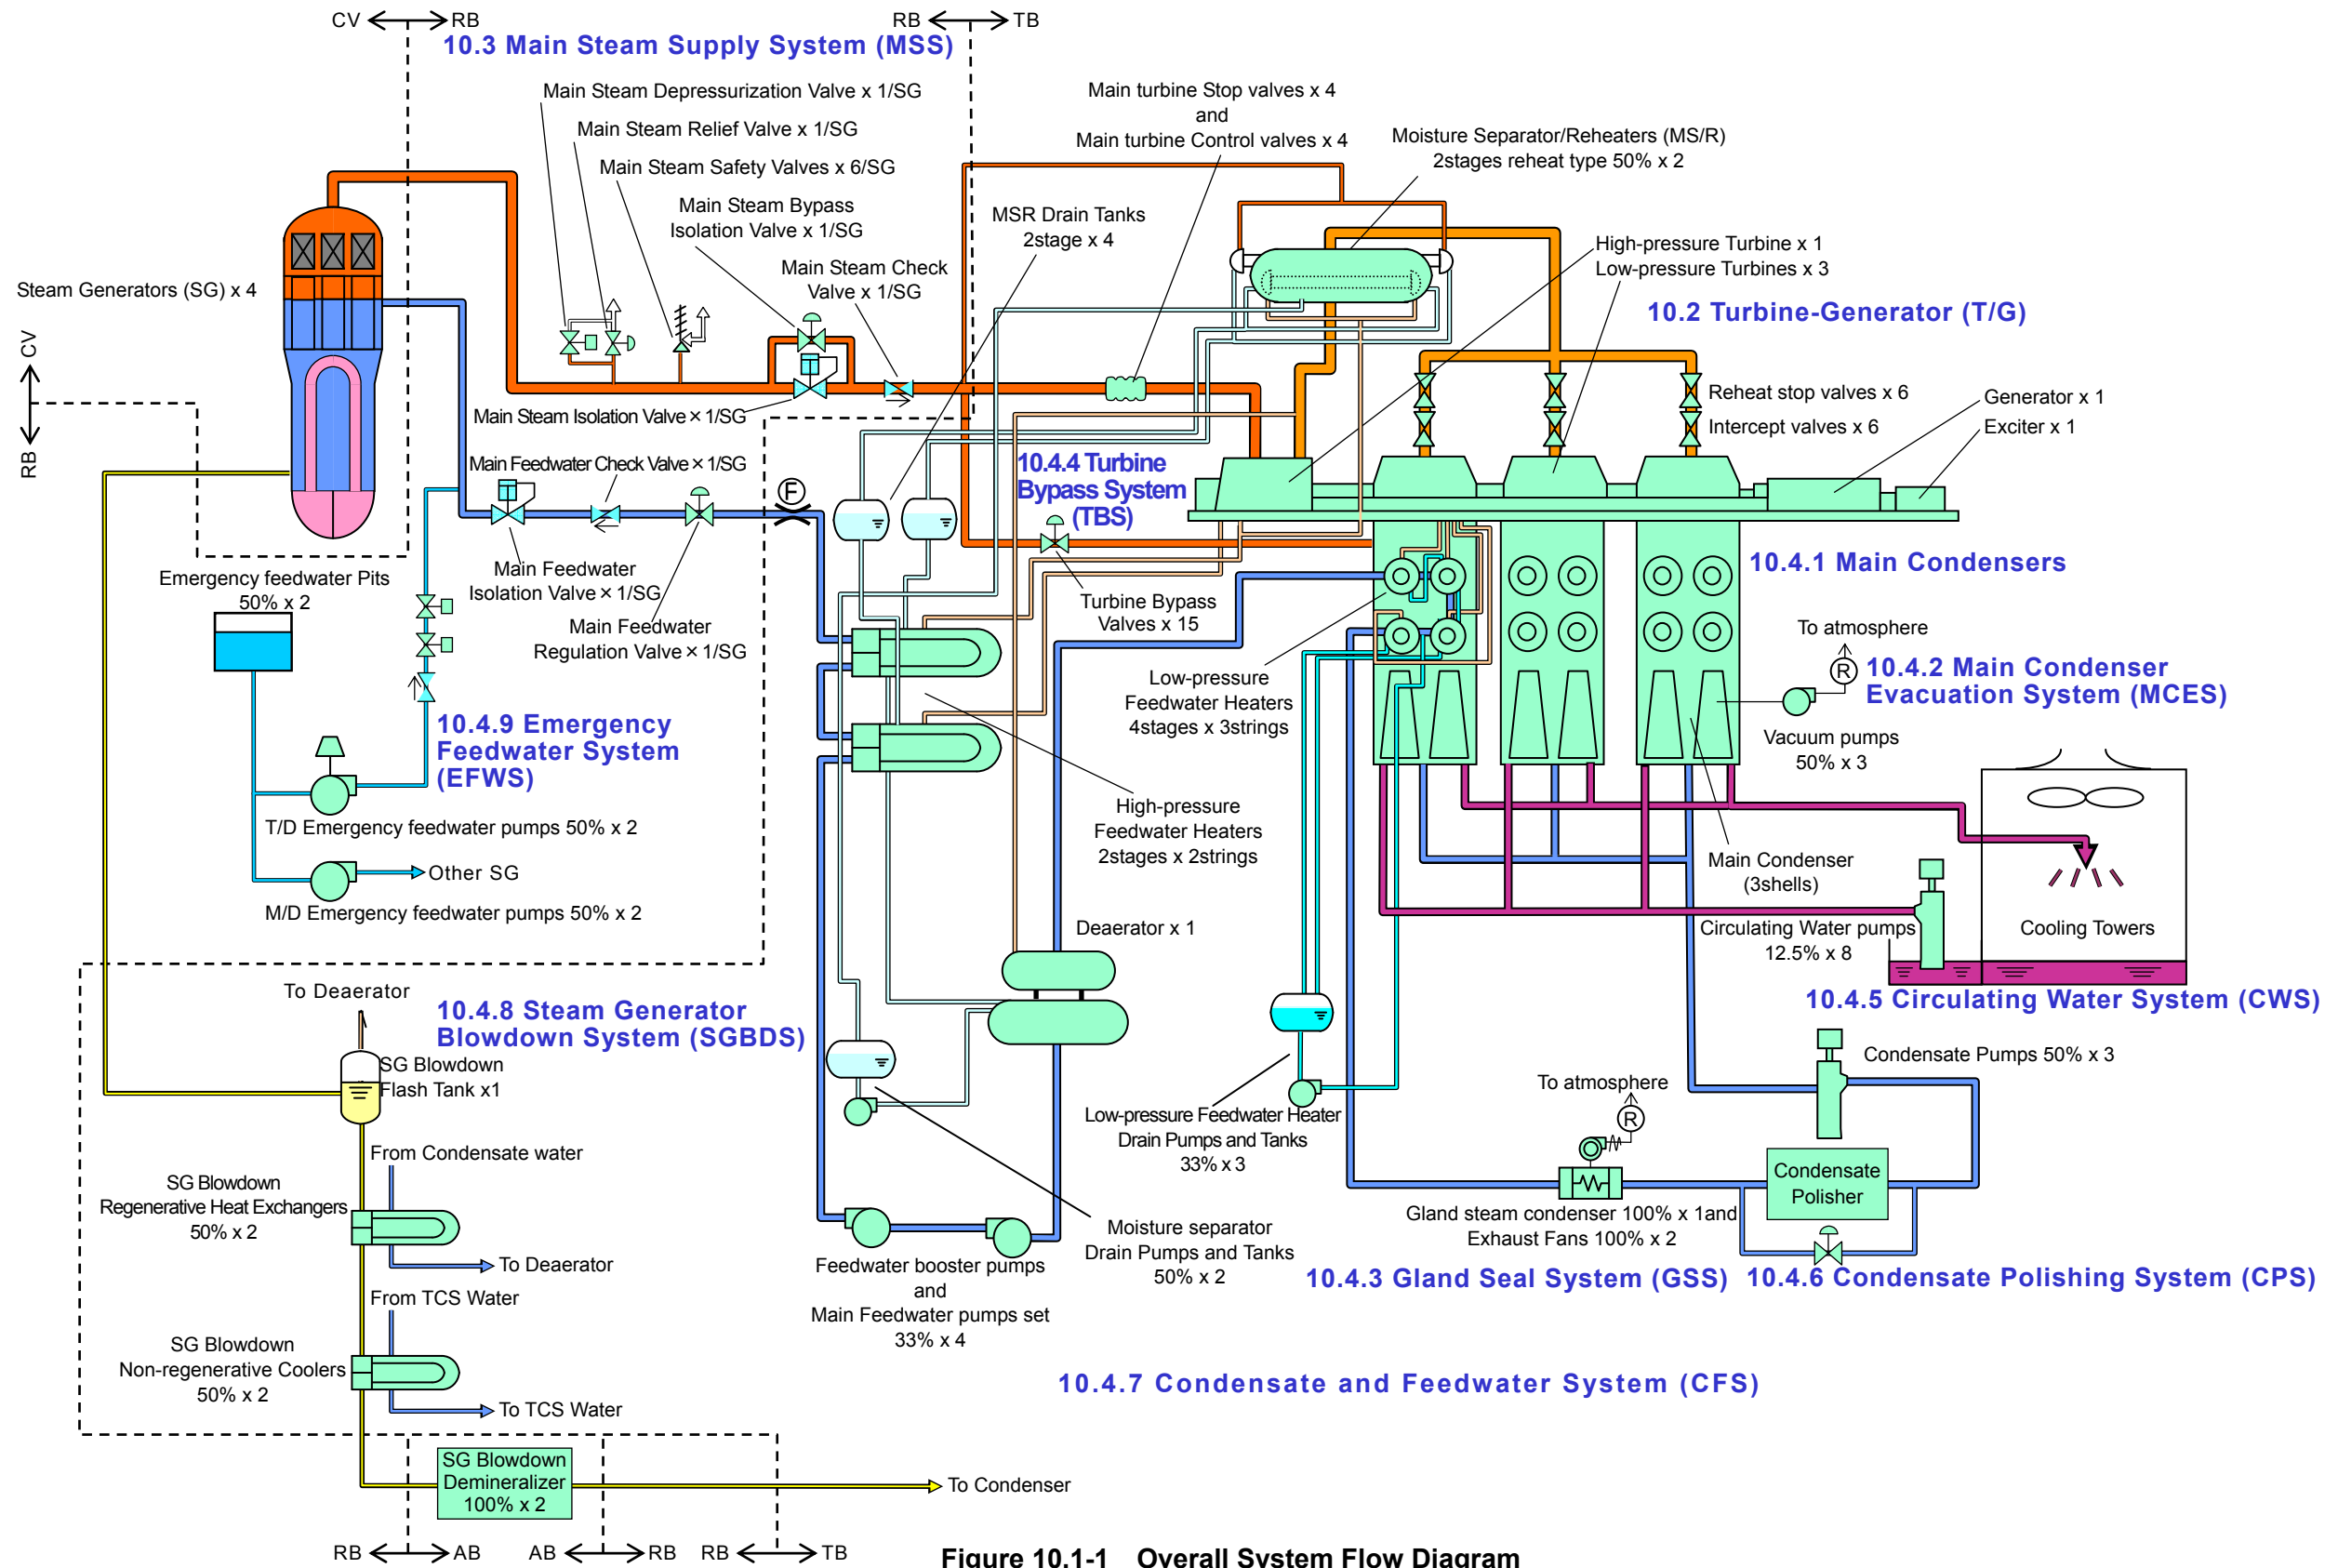 CV RB
RB TB
10.3 Main Steam Supply System (MSS)
Main Steam Depressurization Valve x 1/SG
Main Steam Relief Valve x 1/SG
Main Steam Safety Valves x 6/SG
Main Steam Bypass
Isolation Valve x 1/SG
Main Steam Check
Valve x 1/SG
MSR Drain Tanks
2stage x 4
Main turbine Stop valves x 4
and
Main turbine Control valves x 4
Moisture Separator/Reheaters (MS/R)
2stages reheat type 50% x 2
High-pressure Turbine x 1
Low-pressure Turbines x 3
10.2 Turbine-Generator (T/G)
Steam Generators (SG) x 4
RB CV
Main Steam Isolation Valve × 1/SG
Main Feedwater Check Valve × 1/SG
F
Reheat stop valves x 6
Intercept valves x 6
Generator x 1
Exciter x 1
10.4.4 Turbine
Bypass System
(TBS)
Main Feedwater
Isolation Valve × 1/SG
Main Feedwater
Regulation Valve × 1/SG
Turbine Bypass
Valves x 15
10.4.1 Main Condensers
Emergency feedwater Pits
50% x 2
To atmosphere
R
10.4.2 Main Condenser
Evacuation System (MCES)
Low-pressure
Feedwater Heaters
4stages x 3strings
Vacuum pumps
50% x 3
10.4.9 Emergency
Feedwater System
(EFWS)
T/D Emergency feedwater pumps 50% x 2
Other SG
M/D Emergency feedwater pumps 50% x 2
High-pressure
Feedwater Heaters
2stages x 2strings
Main Condenser
(3shells)
Circulating Water pumps
12.5% x 8
Cooling Towers
Deaerator x 1
10.4.5 Circulating Water System (CWS)
To Deaerator
10.4.8 Steam Generator
Blowdown System (SGBDS)
SG Blowdown
Flash Tank x1
Condensate Pumps 50% x 3
To atmosphere
R
Low-pressure Feedwater Heater
Drain Pumps and Tanks
33% x 3
From Condensate water
SG Blowdown
Regenerative Heat Exchangers
50% x 2
To Deaerator
Condensate
Polisher
Gland steam condenser 100% x 1and
Exhaust Fans 100% x 2
Moisture separator
Drain Pumps and Tanks
50% x 2
Feedwater booster pumps
and
Main Feedwater pumps set
33% x 4
10.4.3 Gland Seal System (GSS)
10.4.6 Condensate Polishing System (CPS)
From TCS Water
SG Blowdown
Non-regenerative Coolers
50% x 2
To TCS Water
10.4.7 Condensate and Feedwater System (CFS)
SG Blowdown
Demineralizer
100% x 2
To Condenser
RB AB
AB RB
RB TB
Figure 10.1-1 Overall System Flow Diagram